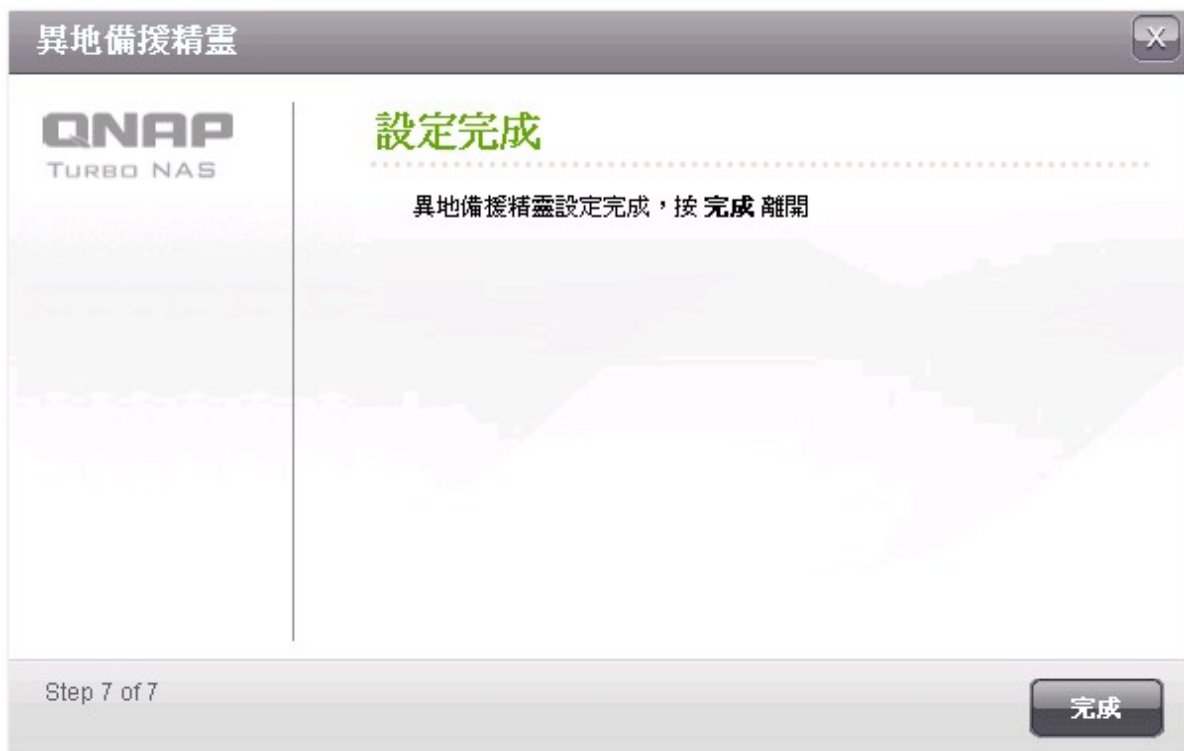 異地備援精靈
X
QNAP
TURBO NAS
設定完成
異地備援精靈設定完成，按 完成 離開
Step 7 of 7
完成